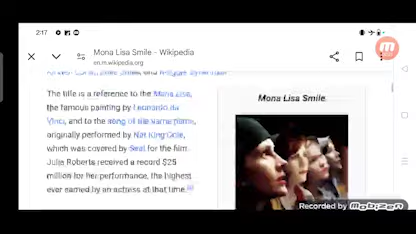 2:17
Mona Lisa Smile - Wikipedia
en.m.wikipedia.org
The title is a reference to the Mona Lisa,
the famous painting by Leonardo da
Vinci, and to the song of the same name,
originally performed by Nat King Cole,
which was covered by Seal for the film.
Julia Roberts received a record $25
million for her performance, the highest
ever earned by an actress at that time.
Mona Lisa Smile
Recorded by Mobizen